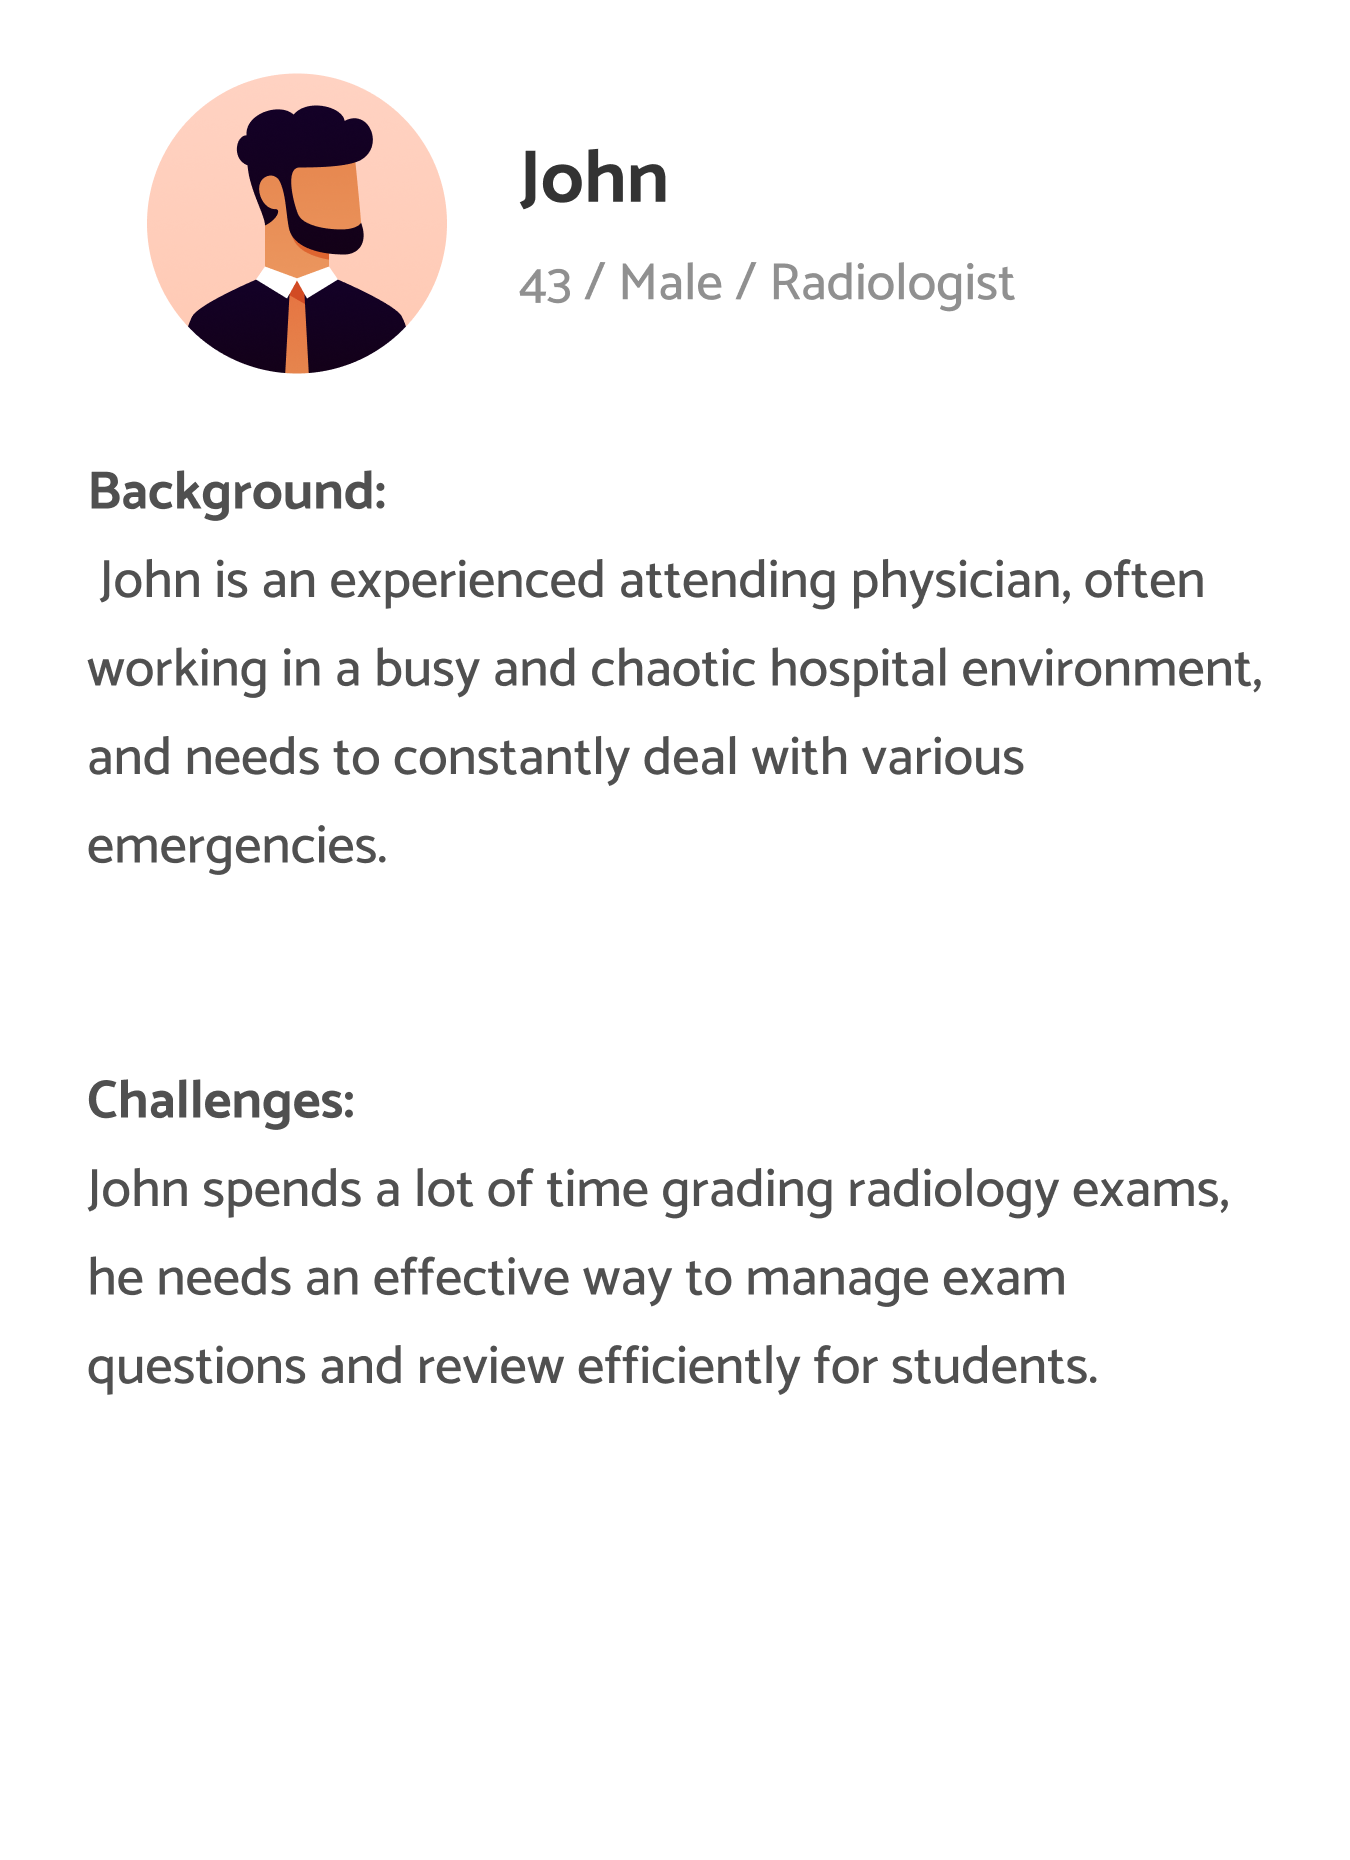 John
43 / Male / Radiologist
Background:
John is an experienced attending physician, often
working in a busy and chaotic hospital environment,
and needs to constantly deal with various
emergencies.
Challenges:
John spends a lot of time grading radiology exams,
he needs an effective way to manage exam
questions and review efficiently for students.